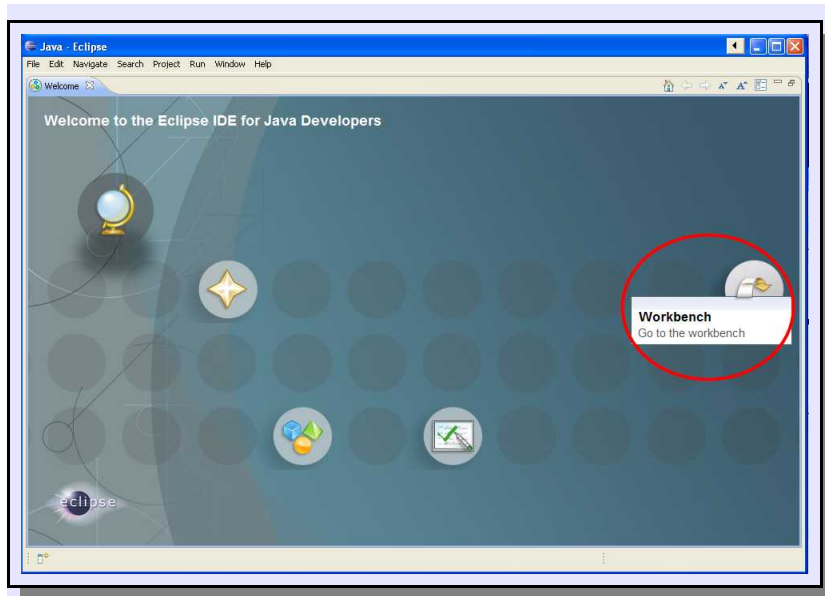 Java - Eclipse
File Edit Navigate Search Project Run Window Help
Welcome
Welcome to the Eclipse IDE for Java Developers
Workbench
Go to the workbench
eclipse